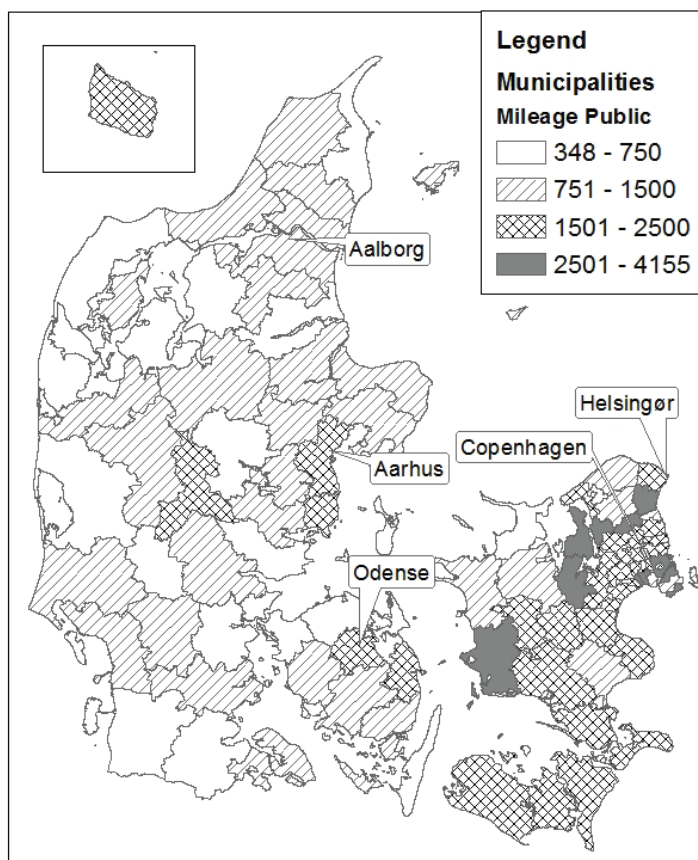 Legend
Municipalities
Mileage Public
348 - 750
751 - 1500
1501 - 2500
2501 - 4155
Aalborg
Helsingør
Copenhagen
Aarhus
Odense